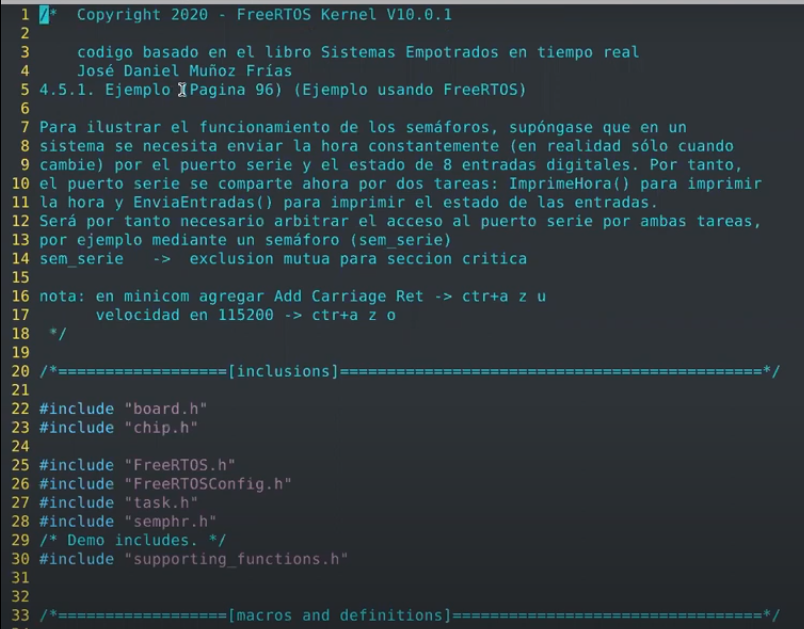 1 /*  Copyright 2020 - FreeRTOS Kernel V10.0.1
2
3     codigo basado en el libro Sistemas Empotrados en tiempo real
4     José Daniel Muñoz Frías
5 4.5.1. Ejemplo (Pagina 96) (Ejemplo usando FreeRTOS)
6
7 Para ilustrar el funcionamiento de los semáforos, supóngase que en un
8 sistema se necesita enviar la hora constantemente (en realidad sólo cuando
9 cambie) por el puerto serie y el estado de 8 entradas digitales. Por tanto,
10 el puerto serie se comparte ahora por dos tareas: ImprimeHora() para imprimir
11 la hora y EnviaEntradas() para imprimir el estado de las entradas.
12 Será por tanto necesario arbitrar el acceso al puerto serie por ambas tareas,
13 por ejemplo mediante un semáforo (sem_serie)
14 sem_serie   ->  exclusion mutua para seccion critica
15
16 nota: en minicom agregar Add Carriage Ret -> ctr+a z u
17       velocidad en 115200 -> ctr+a z o
18  */
19
20 /*==================[inclusions]=============================================*/
21
22 #include "board.h"
23 #include "chip.h"
24
25 #include "FreeRTOS.h"
26 #include "FreeRTOSConfig.h"
27 #include "task.h"
28 #include "semphr.h"
29 /* Demo includes. */
30 #include "supporting_functions.h"
31
32
33 /*==================[macros and definitions]=================================*/